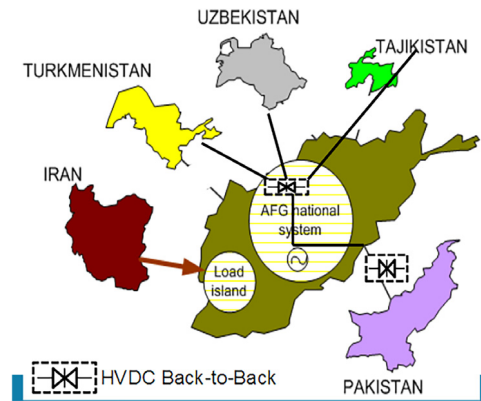 UZBEKISTAN
TAJIKISTAN
TURKMENISTAN
IRAN
AFG national
system
Load
island
HVDC Back-to-Back
PAKISTAN